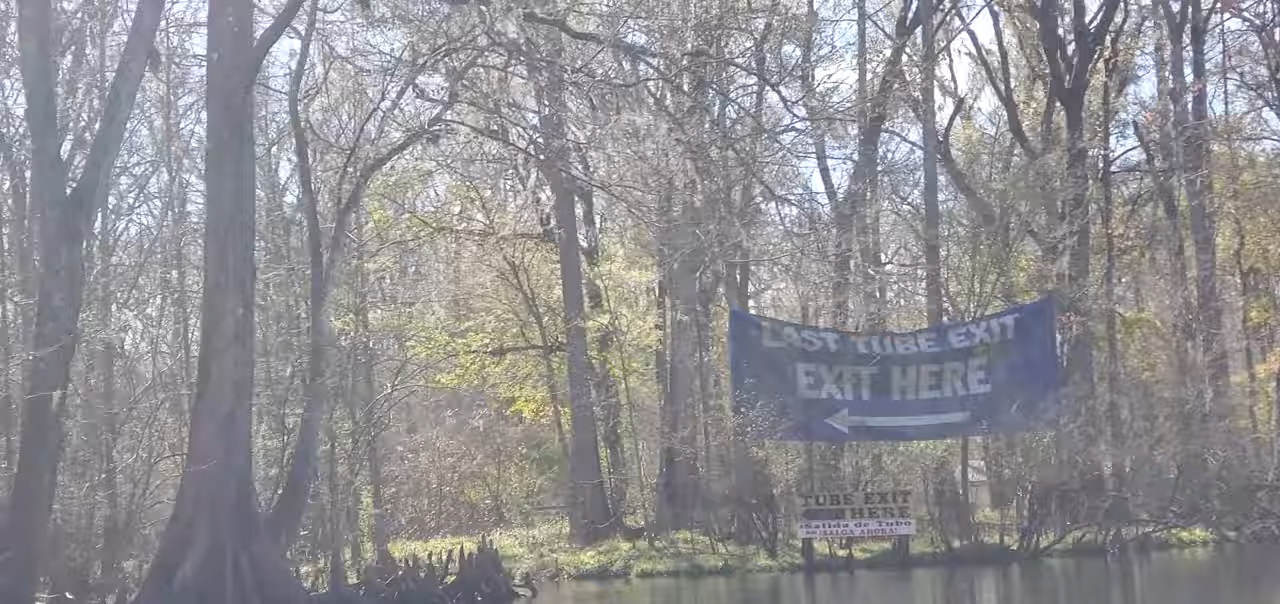 LAST TUBE EXIT
EXIT HERE
TUBE EXIT
HERE
Salida de Tubo
¡SALGA AHORA!